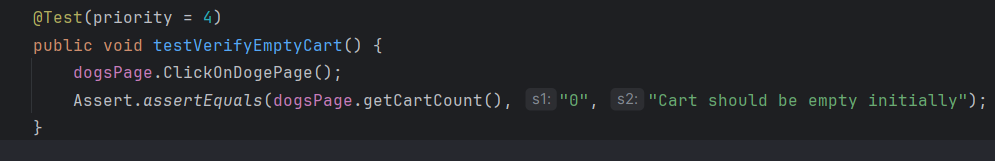 @Test(priority = 4)
public void testVerifyEmptyCart() {
dogsPage.ClickOnDogePage();
Assert.assertEquals(dogsPage.getCartCount(), s1: "0", s2: "Cart should be empty initially");
}